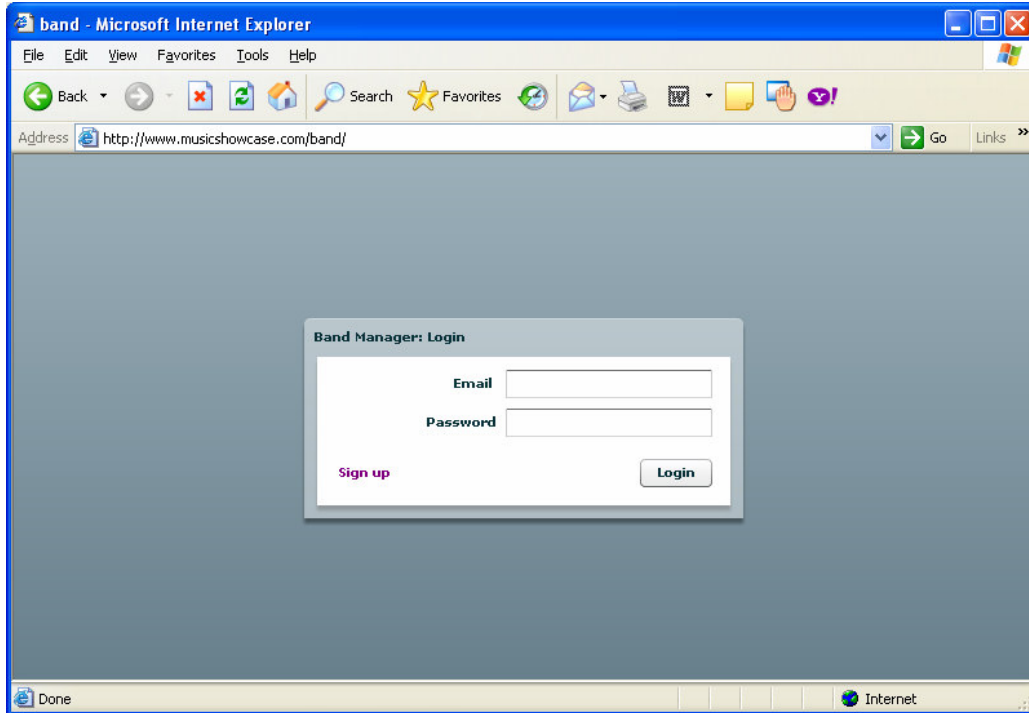 band - Microsoft Internet Explorer
File Edit View Favorites Tools Help
Back Search Favorites W Y!
Address http://www.musicshowcase.com/band/ Go Links »
Band Manager: Login
Email
Password
Sign up Login
Done Internet